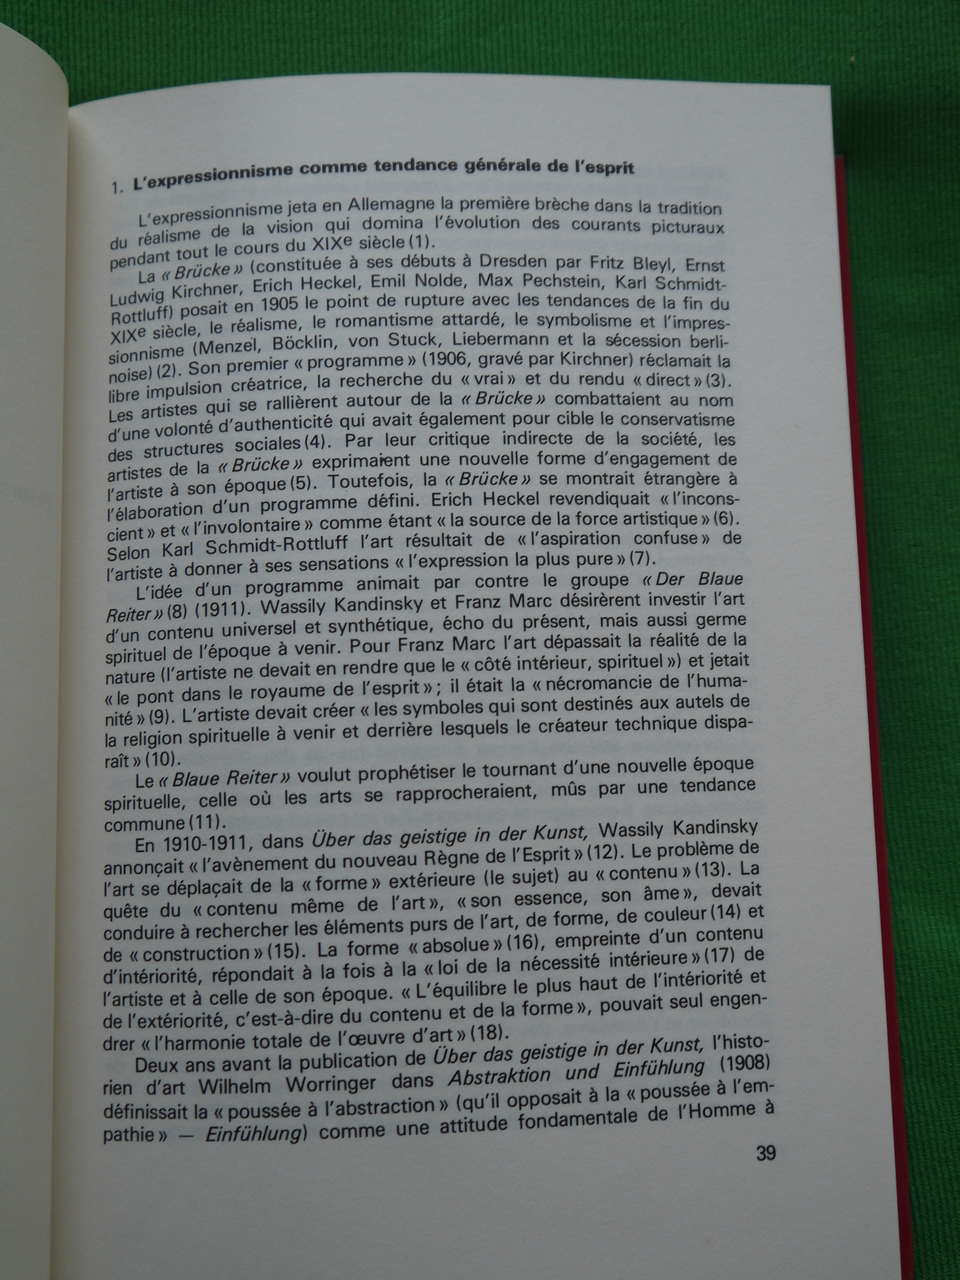 1. L'expressionnisme comme tendance générale de l'esprit
L'expressionnisme jeta en Allemagne la première brèche dans la tradition
du réalisme de la vision qui domina l'évolution des courants picturaux
pendant tout le cours du XIXe siècle (1).
La « Brücke » (constituée à ses débuts à Dresden par Fritz Bleyl, Ernst
Ludwig Kirchner, Erich Heckel, Emil Nolde, Max Pechstein, Karl Schmidt-
Rottluff) posait en 1905 le point de rupture avec les tendances de la fin du
XIXe siècle, le réalisme, le romantisme attardé, le symbolisme et l'impres-
sionnisme (Menzel, Böcklin, von Stuck, Liebermann et la sécession berli-
noise) (2). Son premier « programme » (1906, gravé par Kirchner) réclamait la
libre impulsion créatrice, la recherche du « vrai » et du rendu « direct » (3).
Les artistes qui se rallièrent autour de la « Brücke » combattaient au nom
d'une volonté d'authenticité qui avait également pour cible le conservatisme
des structures sociales (4). Par leur critique indirecte de la société, les
artistes de la « Brücke » exprimaient une nouvelle forme d'engagement de
l'artiste à son époque (5). Toutefois, la « Brücke » se montrait étrangère à
l'élaboration d'un programme défini. Erich Heckel revendiquait « l'incons-
cient » et « l'involontaire » comme étant « la source de la force artistique » (6).
Selon Karl Schmidt-Rottluff l'art résultait de « l'aspiration confuse » de
l'artiste à donner à ses sensations « l'expression la plus pure » (7).
L'idée d'un programme animait par contre le groupe « Der Blaue
Reiter » (8) (1911). Wassily Kandinsky et Franz Marc désirèrent investir l'art
d'un contenu universel et synthétique, écho du présent, mais aussi germe
spirituel de l'époque à venir. Pour Franz Marc l'art dépassait la réalité de la
nature (l'artiste ne devait en rendre que le « côté intérieur, spirituel ») et jetait
« le pont dans le royaume de l'esprit » ; il était la « nécromancie de l'huma-
nité » (9). L'artiste devait créer « les symboles qui sont destinés aux autels de
la religion spirituelle à venir et derrière lesquels le créateur technique dispa-
raît » (10).
Le « Blaue Reiter » voulut prophétiser le tournant d'une nouvelle époque
spirituelle, celle où les arts se rapprocheraient, mûs par une tendance
commune (11).
En 1910-1911, dans Über das geistige in der Kunst, Wassily Kandinsky
annonçait « l'avènement du nouveau Règne de l'Esprit » (12). Le problème de
l'art se déplaçait de la « forme » extérieure (le sujet) au « contenu » (13). La
quête du « contenu même de l'art », « son essence, son âme », devait
conduire à rechercher les éléments purs de l'art, de forme, de couleur (14) et
de « construction » (15). La forme « absolue » (16), empreinte d'un contenu
d'intériorité, répondait à la fois à la « loi de la nécessité intérieure » (17) de
l'artiste et à celle de son époque. « L'équilibre le plus haut de l'intériorité et
de l'extériorité, c'est-à-dire du contenu et de la forme », pouvait seul engen-
drer « l'harmonie totale de l'œuvre d'art » (18).
Deux ans avant la publication de Über das geistige in der Kunst, l'histo-
rien d'art Wilhelm Worringer dans Abstraktion und Einfühlung (1908)
définissait la « poussée à l'abstraction » (qu'il opposait à la « poussée à l'em-
pathie » — Einfühlung) comme une attitude fondamentale de l'Homme à
39